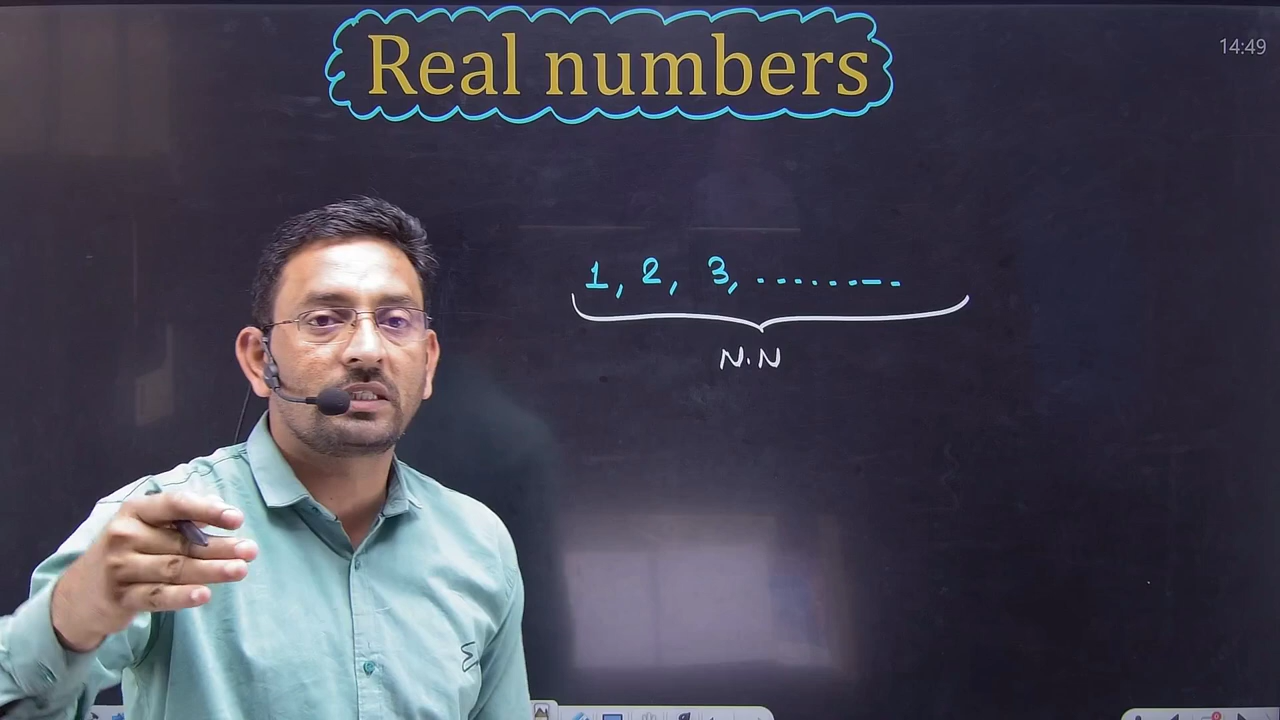 Real numbers
14:49
1, 2, 3, .........
N.N